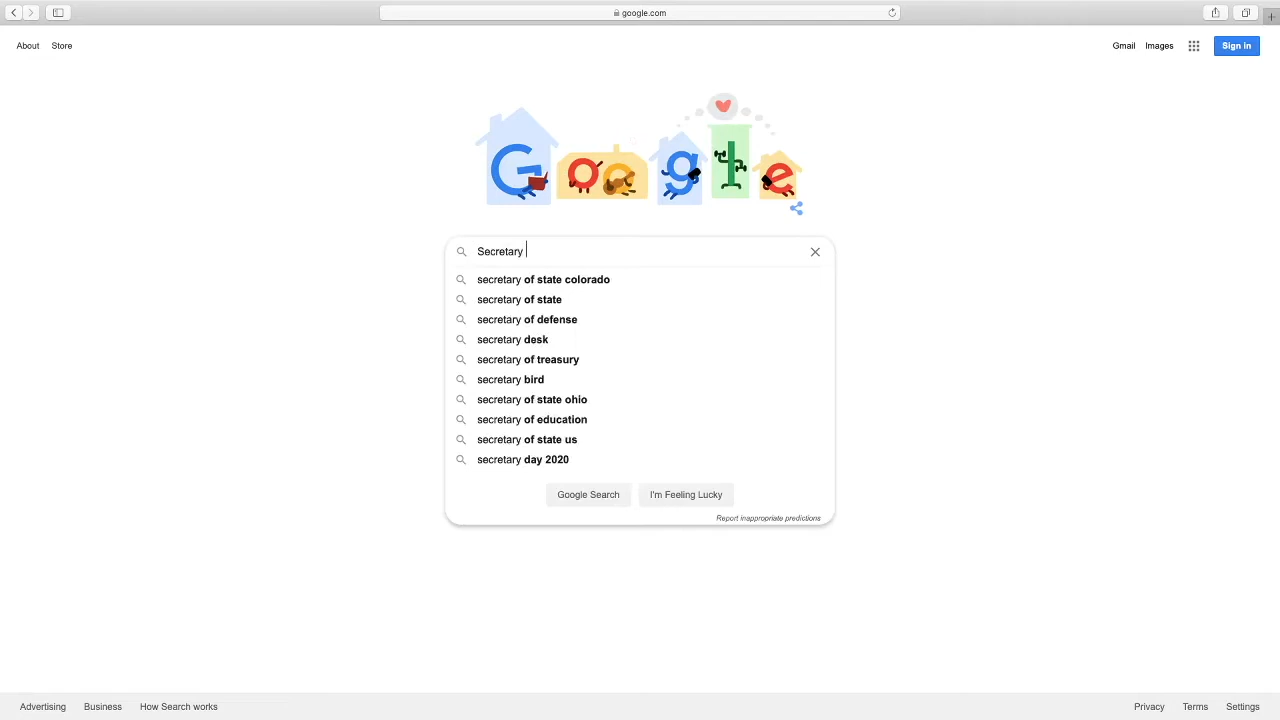 google.com
About Store
Gmail Images Sign in
Google
Secretary
secretary of state colorado
secretary of state
secretary of defense
secretary desk
secretary of treasury
secretary bird
secretary of state ohio
secretary of education
secretary of state us
secretary day 2020
Google Search I'm Feeling Lucky
Report inappropriate predictions
Advertising Business How Search works
Privacy Terms Settings